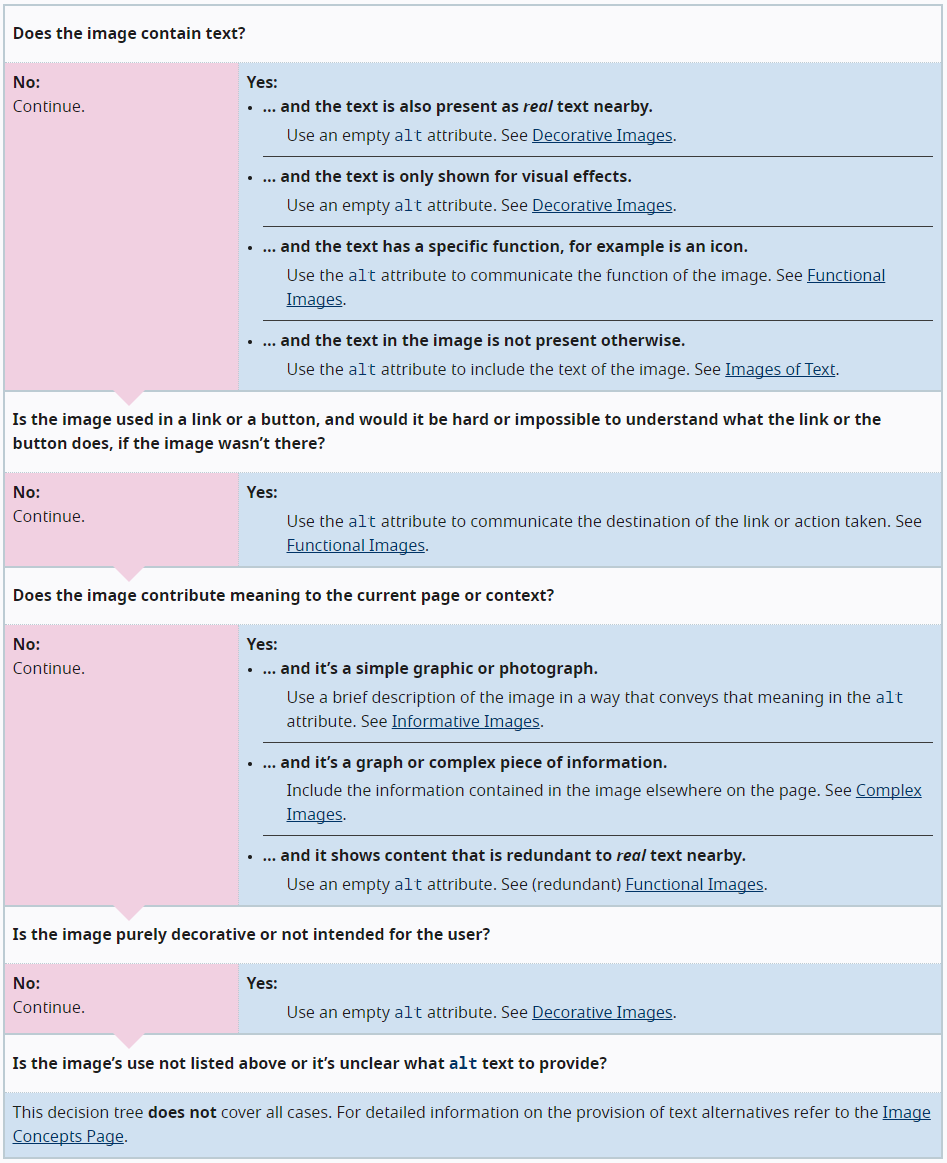 Does the image contain text?
No:
Continue.
Yes:
• … and the text is also present as real text nearby.
Use an empty alt attribute. See Decorative Images.
• … and the text is only shown for visual effects.
Use an empty alt attribute. See Decorative Images.
• … and the text has a specific function, for example is an icon.
Use the alt attribute to communicate the function of the image. See Functional
Images.
• … and the text in the image is not present otherwise.
Use the alt attribute to include the text of the image. See Images of Text.
Is the image used in a link or a button, and would it be hard or impossible to understand what the link or the
button does, if the image wasn’t there?
No:
Continue.
Yes:
Use the alt attribute to communicate the destination of the link or action taken. See
Functional Images.
Does the image contribute meaning to the current page or context?
No:
Continue.
Yes:
• … and it’s a simple graphic or photograph.
Use a brief description of the image in a way that conveys that meaning in the alt
attribute. See Informative Images.
• … and it’s a graph or complex piece of information.
Include the information contained in the image elsewhere on the page. See Complex
Images.
• … and it shows content that is redundant to real text nearby.
Use an empty alt attribute. See (redundant) Functional Images.
Is the image purely decorative or not intended for the user?
No:
Continue.
Yes:
Use an empty alt attribute. See Decorative Images.
Is the image’s use not listed above or it’s unclear what alt text to provide?
This decision tree does not cover all cases. For detailed information on the provision of text alternatives refer to the Image
Concepts Page.